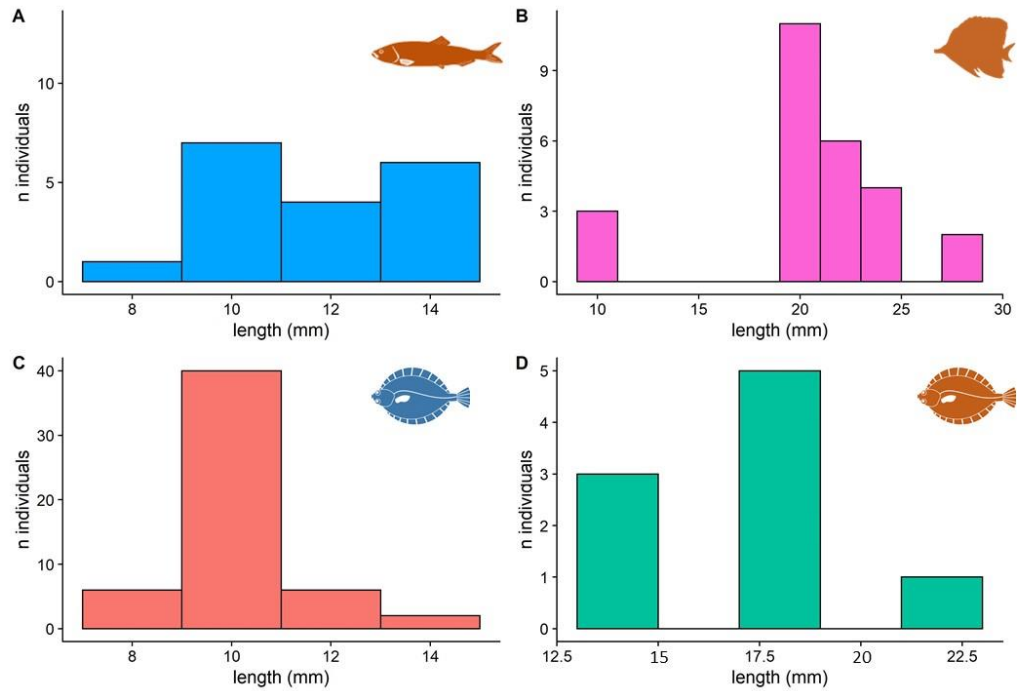 A
n individuals
10
5
0
8 10 12 14
length (mm)
B
n individuals
9
6
3
0
10 15 20 25 30
length (mm)
C
n individuals
40
30
20
10
0
8 10 12 14
length (mm)
D
n individuals
5
4
3
2
1
0
12.5 15 17.5 20 22.5
length (mm)